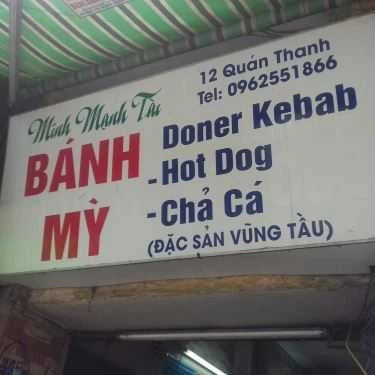 12 Quán Thanh
Tel: 0962551866
Minh Mạnh Tài
BÁNH
MỲ
Doner Kebab
-Hot Dog
-Chả Cá
(ĐẶC SẢN VŨNG TẦU)